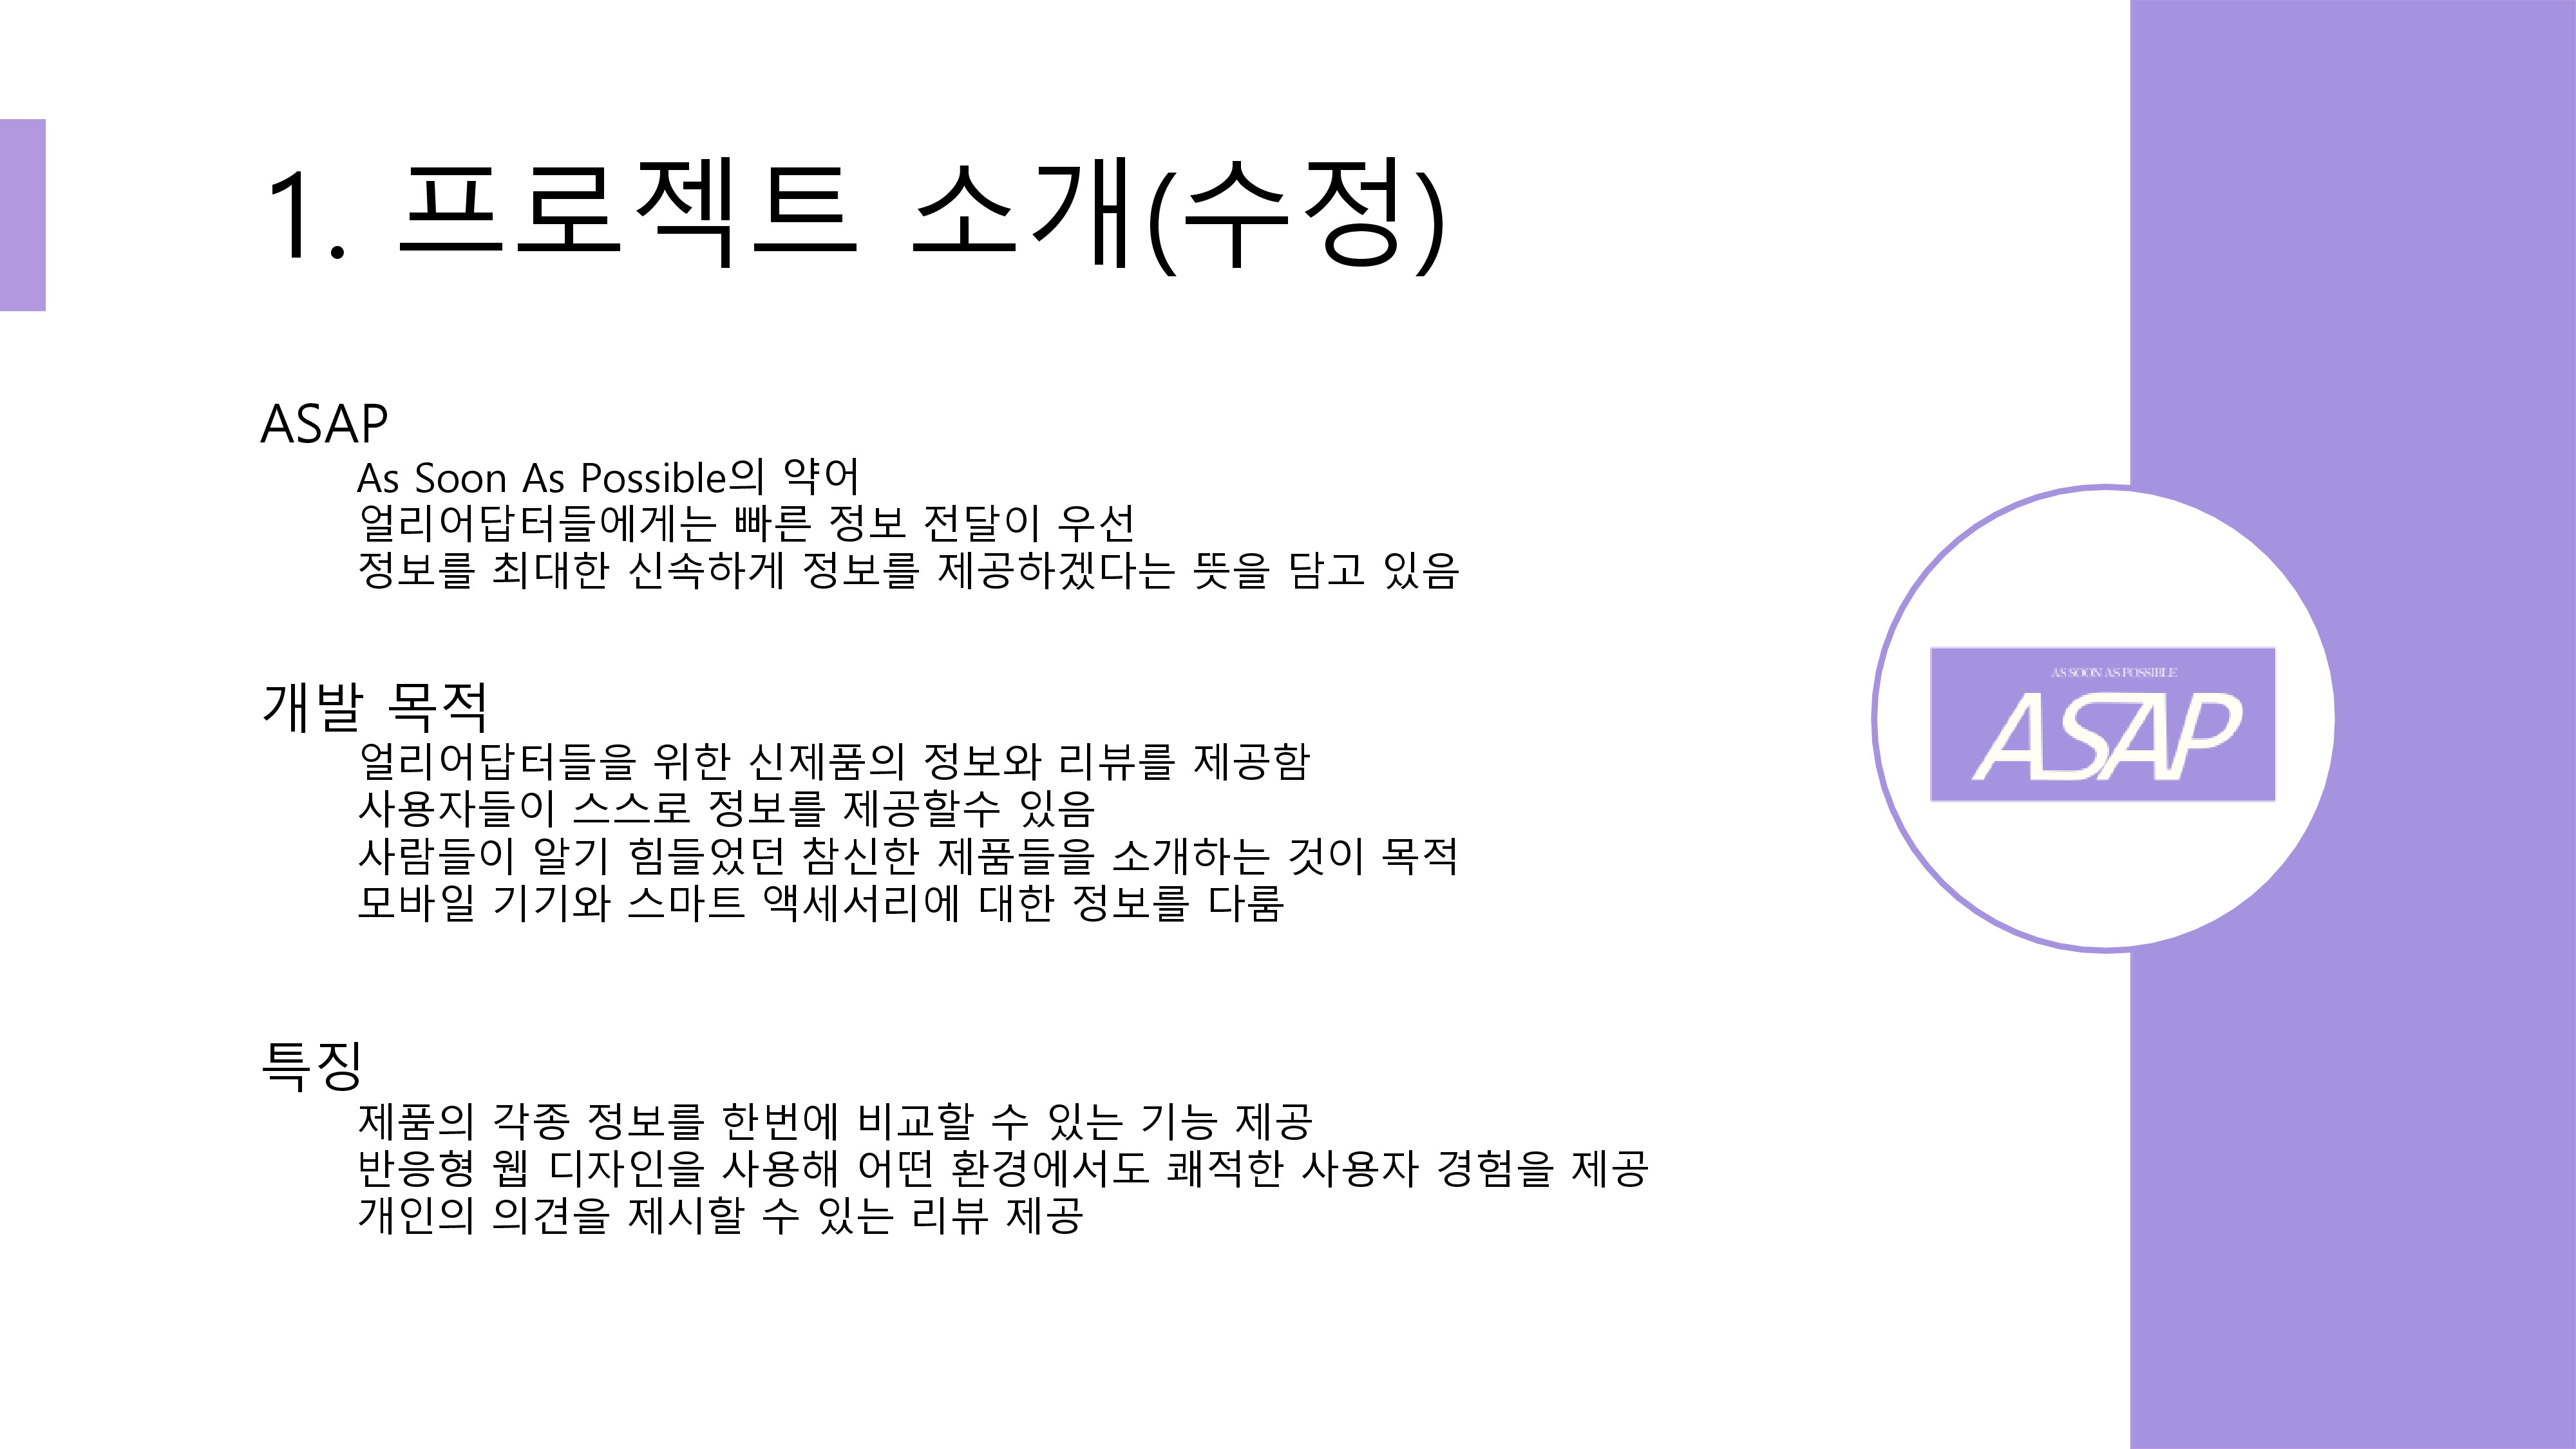 1. 프로젝트 소개(수정)
ASAP
As Soon As Possible의 약어
얼리어답터들에게는 빠른 정보 전달이 우선
정보를 최대한 신속하게 정보를 제공하겠다는 뜻을 담고 있음
개발 목적
얼리어답터들을 위한 신제품의 정보와 리뷰를 제공함
사용자들이 스스로 정보를 제공할수 있음
사람들이 알기 힘들었던 참신한 제품들을 소개하는 것이 목적
모바일 기기와 스마트 액세서리에 대한 정보를 다룸
특징
제품의 각종 정보를 한번에 비교할 수 있는 기능 제공
반응형 웹 디자인을 사용해 어떤 환경에서도 쾌적한 사용자 경험을 제공
개인의 의견을 제시할 수 있는 리뷰 제공
AS SOON AS POSSIBLE
ASAP